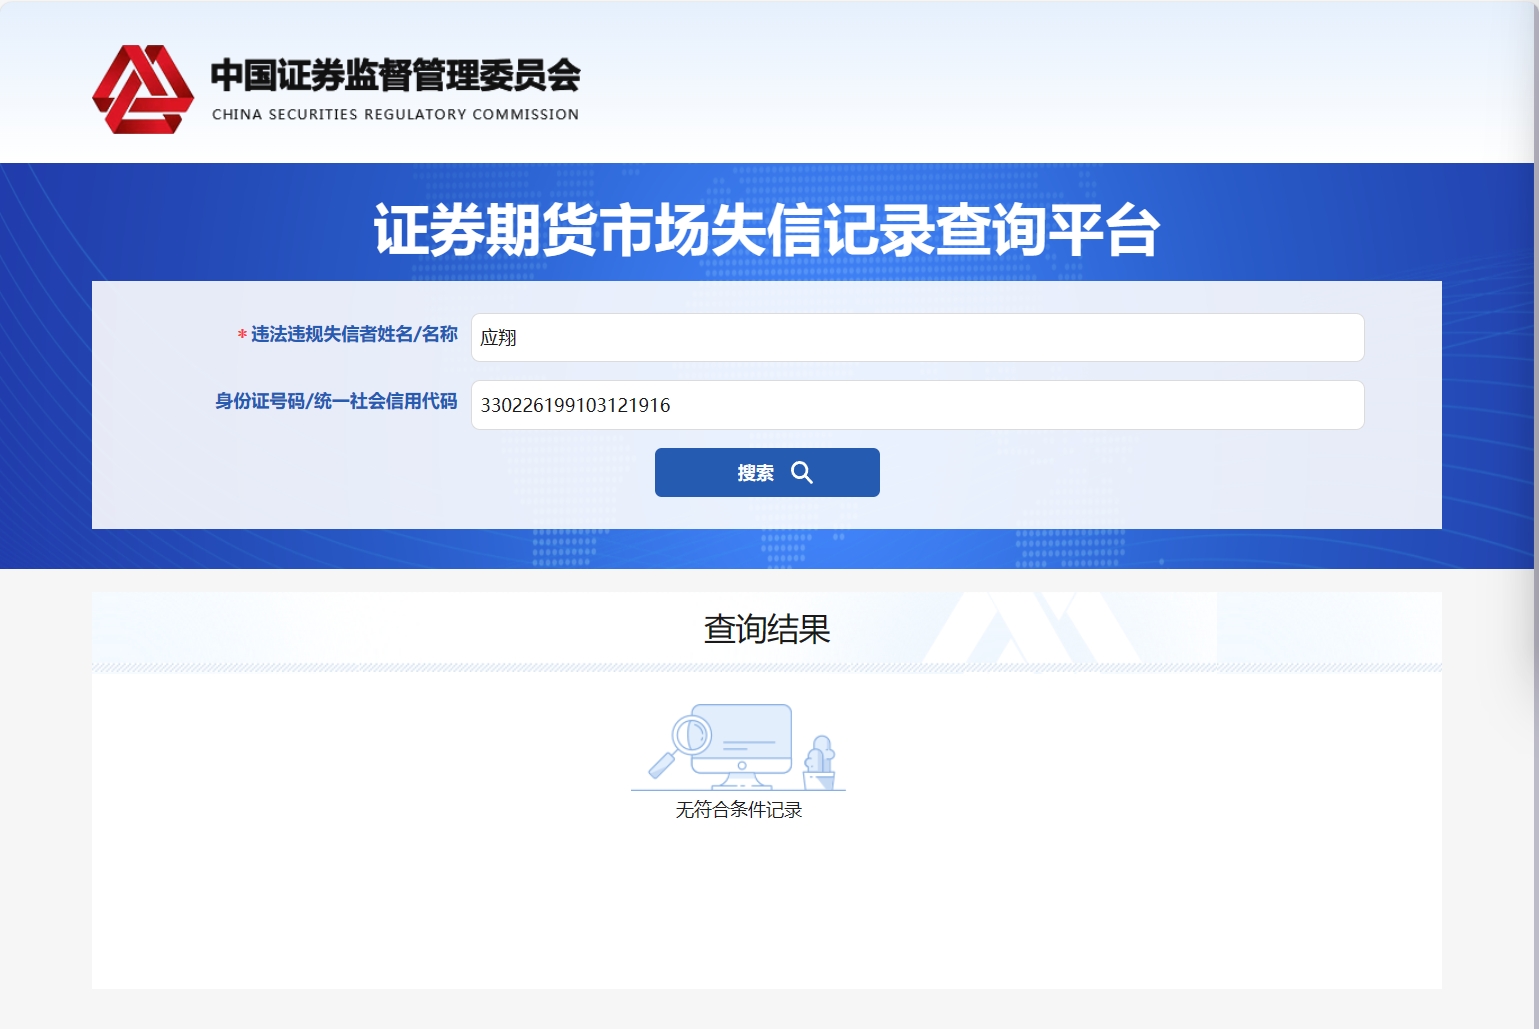 中国证券监督管理委员会
CHINA SECURITIES REGULATORY COMMISSION
证券期货市场失信记录查询平台
* 违法违规失信者姓名/名称 应翔
身份证号码/统一社会信用代码 330226199103121916
搜索
查询结果
无符合条件记录